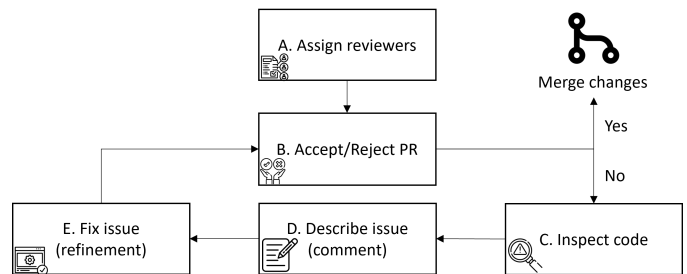 A. Assign reviewers
Merge changes
Yes
B. Accept/Reject PR
No
E. Fix issue
(refinement)
D. Describe issue
(comment)
C. Inspect code